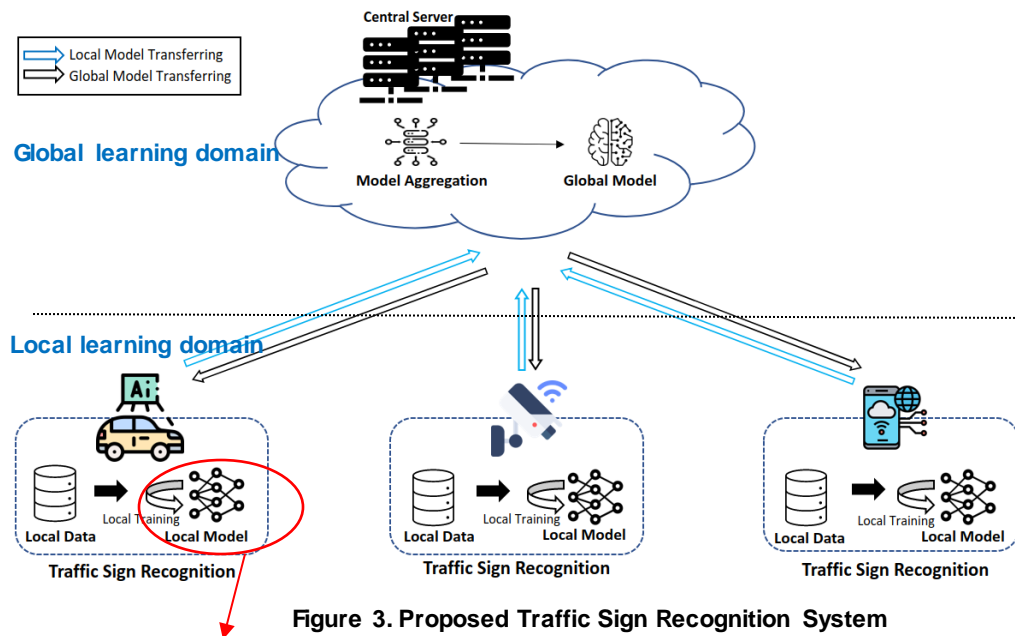 Central Server
Local Model Transferring
Global Model Transferring
Global learning domain
Model Aggregation
Global Model
Local learning domain
Ai
Local Training
Local Data
Local Model
Traffic Sign Recognition
Local Training
Local Data
Local Model
Traffic Sign Recognition
Local Training
Local Data
Local Model
Traffic Sign Recognition
Figure 3. Proposed Traffic Sign Recognition System